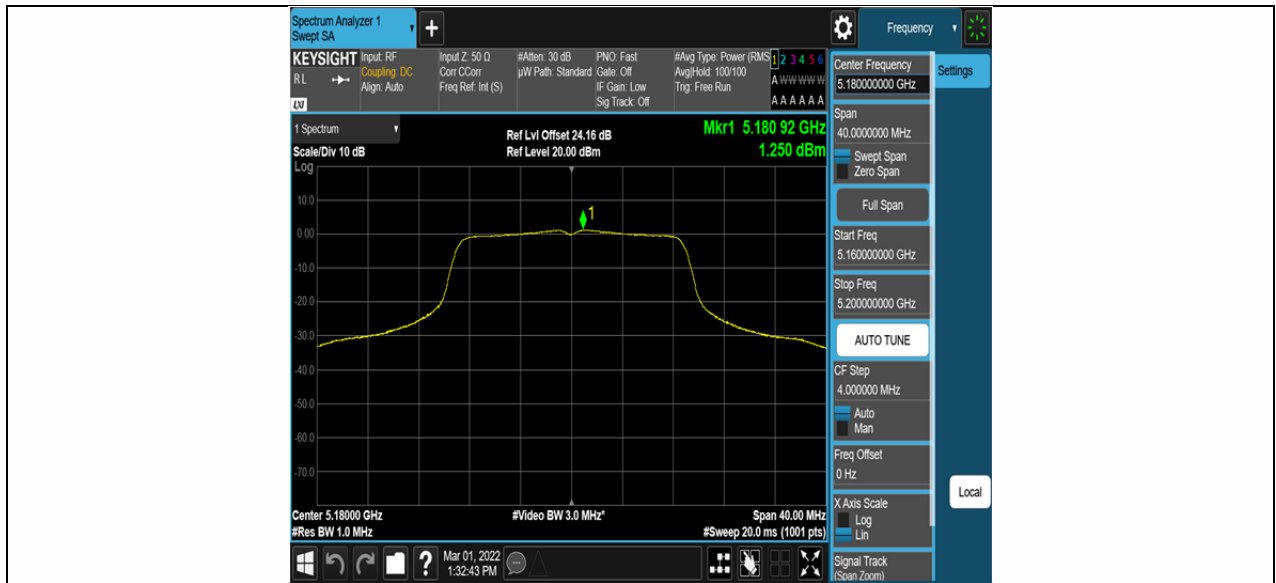 Spectrum Analyzer 1
Swept SA
+
Frequency
KEYSIGHT
RL
LXI
Input: RF
Coupling: DC
Align: Auto
Input Z: 50 Ω
Corr CCorr
Freq Ref: Int (S)
#Atten: 30 dB
µW Path: Standard
PNO: Fast
Gate: Off
IF Gain: Low
Sig Track: Off
#Avg Type: Power (RMS
Avg|Hold: 100/100
Trig: Free Run
1 2 3 4 5 6
A W W W W W
A A A A A A
1 Spectrum
Scale/Div 10 dB
Log
Ref Lvl Offset 24.16 dB
Ref Level 20.00 dBm
Mkr1 5.180 92 GHz
1.250 dBm
1
10.0
0.00
-10.0
-20.0
-30.0
-40.0
-50.0
-60.0
-70.0
Center 5.18000 GHz
#Res BW 1.0 MHz
#Video BW 3.0 MHz*
Span 40.00 MHz
#Sweep 20.0 ms (1001 pts)
?
Mar 01, 2022
1:32:43 PM
Center Frequency
5.180000000 GHz
Span
40.0000000 MHz
Swept Span
Zero Span
Full Span
Start Freq
5.160000000 GHz
Stop Freq
5.200000000 GHz
AUTO TUNE
CF Step
4.000000 MHz
Auto
Man
Freq Offset
0 Hz
X Axis Scale
Log
Lin
Signal Track
(Span Zoom)
Settings
Local